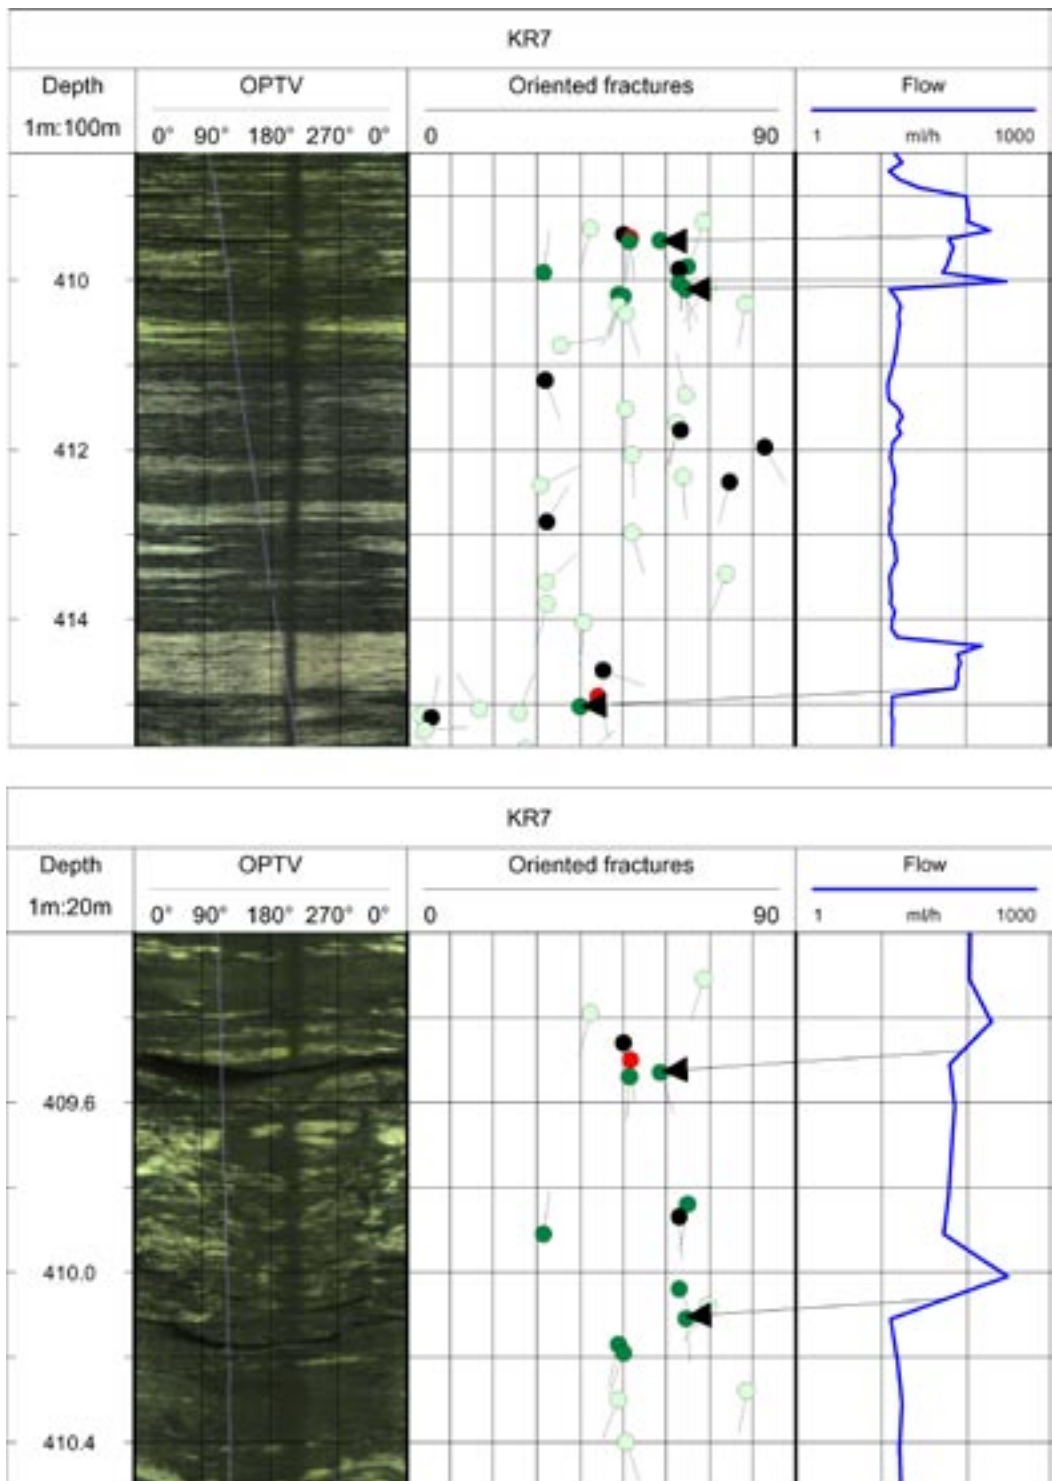 KR7
Depth OPTV Oriented fractures Flow
1m:100m 0° 90° 180° 270° 0° 0 90 1 ml/h 1000
410
412
414
KR7
Depth OPTV Oriented fractures Flow
1m:20m 0° 90° 180° 270° 0° 0 90 1 ml/h 1000
409.6
410.0
410.4